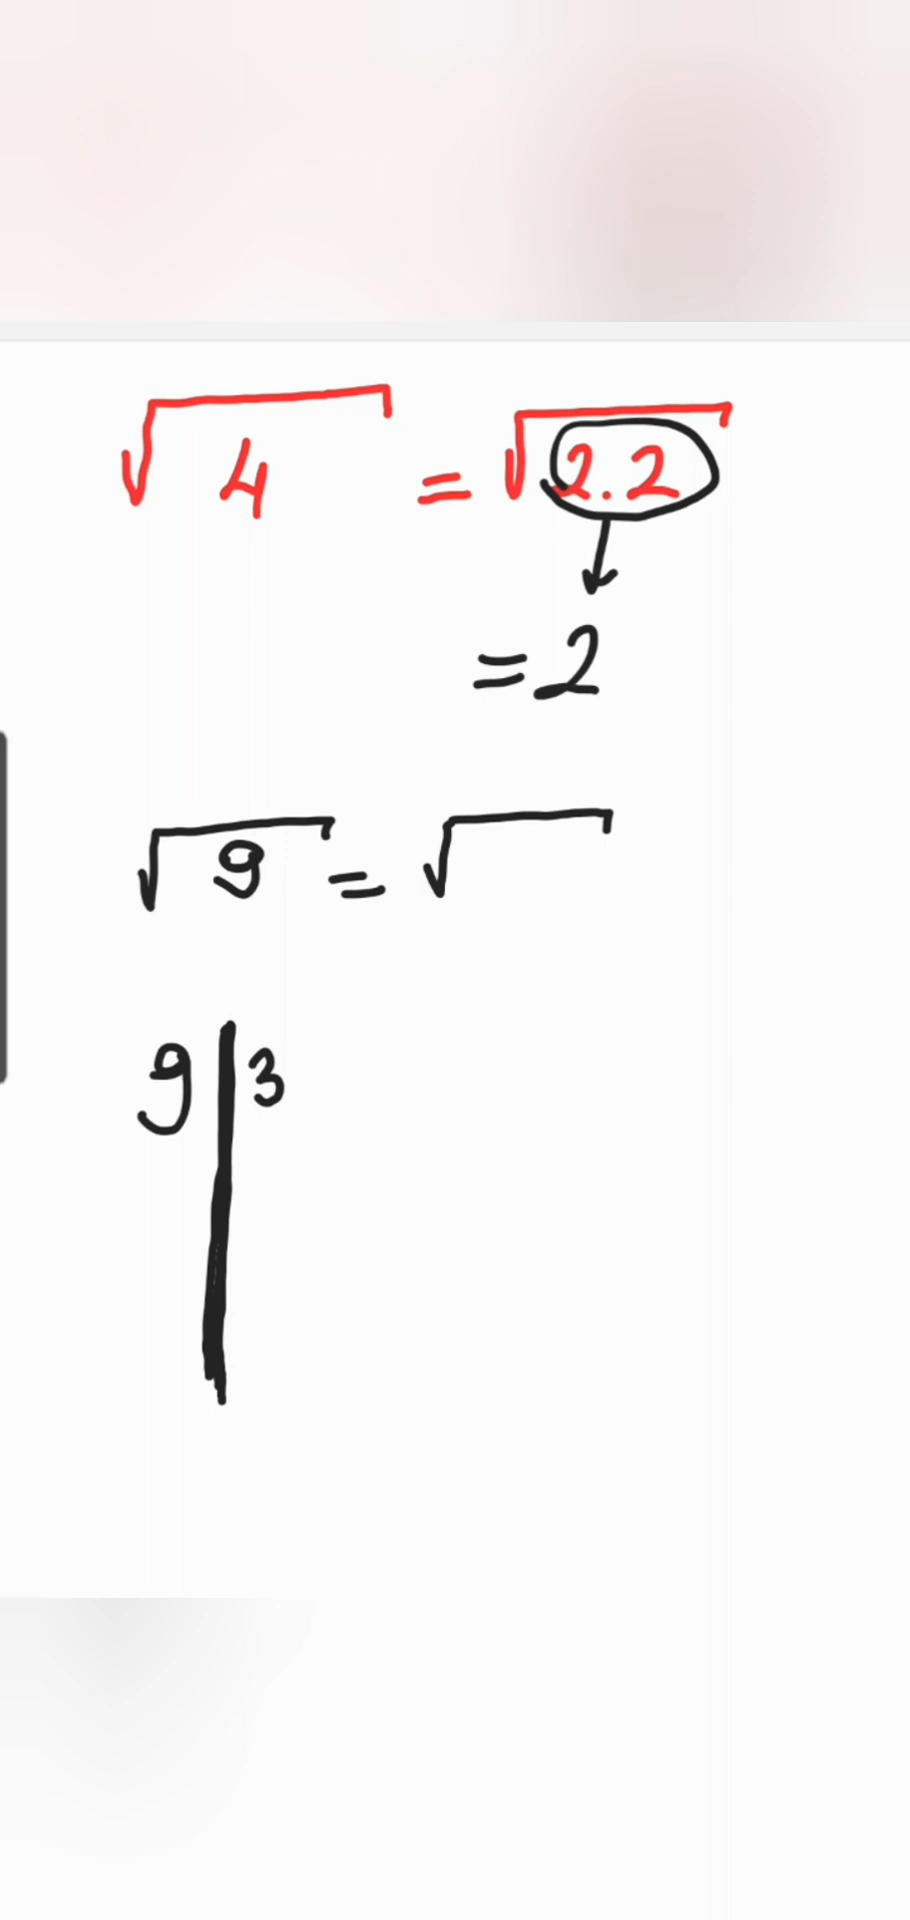 √4 = √2.2
= 2
√9 = √
9 | 3